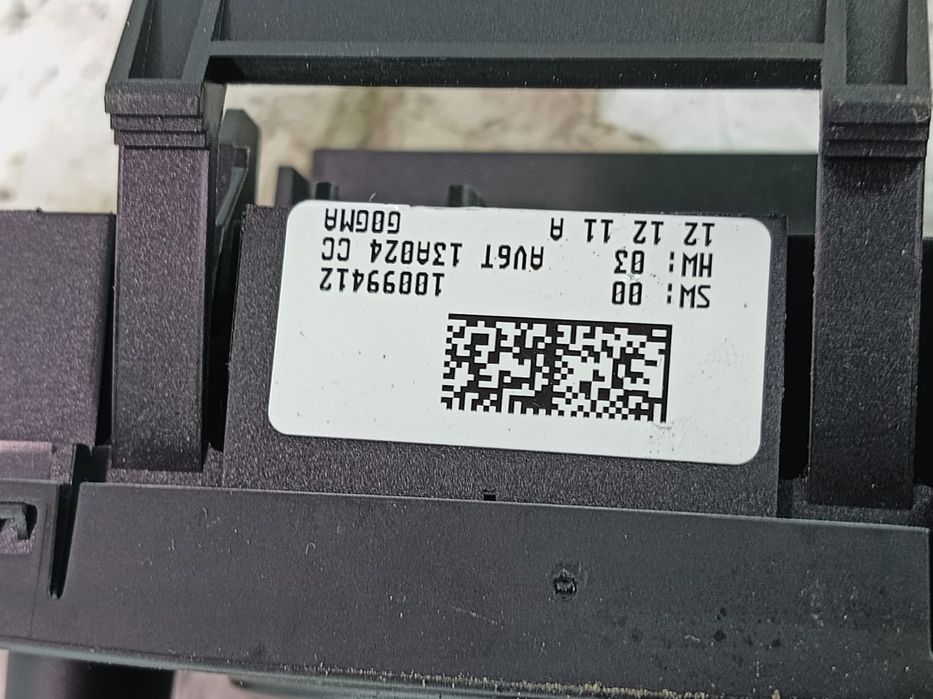 SW: 00 10099412
HW: 03 AV6T 13A024 CC
12 12 11 A G0GMA